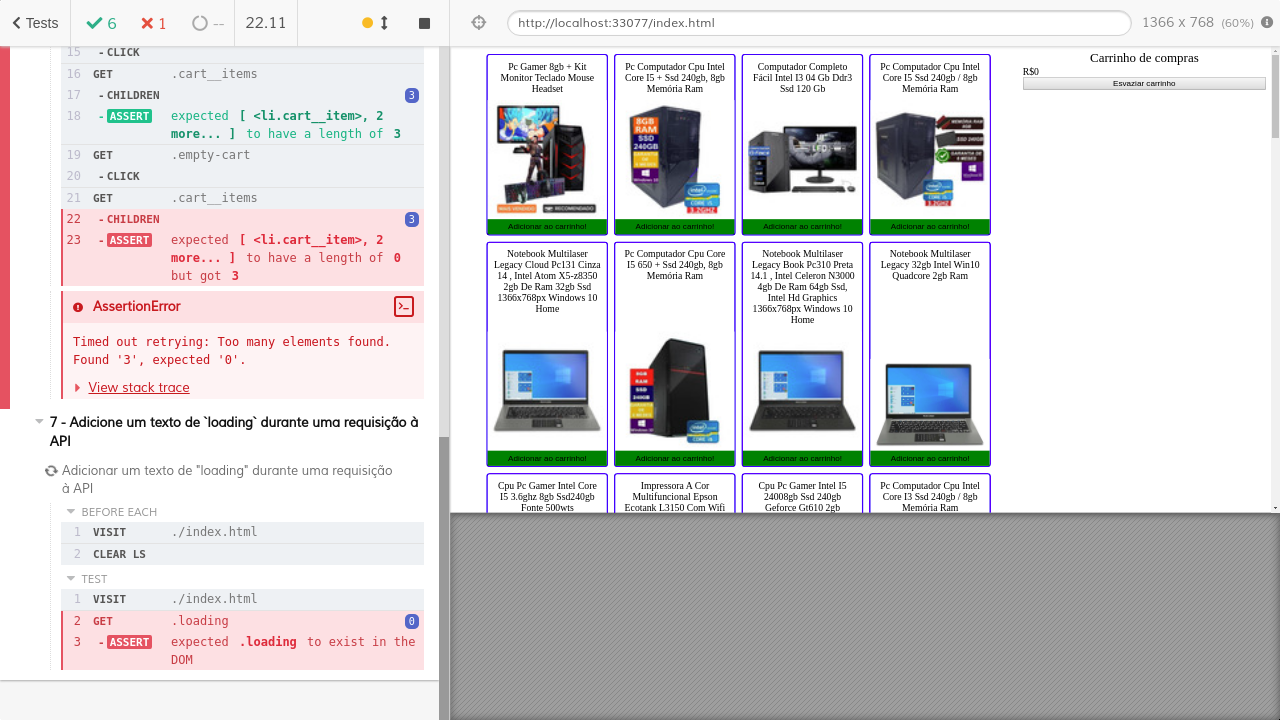 Tests
6
1
--
22.11
http://localhost:33077/index.html
1366 x 768 (60%)
15 -CLICK
16 GET .cart__items
17 -CHILDREN 3
18 -ASSERT expected [ <li.cart__item>, 2
more... ] to have a length of 3
19 GET .empty-cart
20 -CLICK
21 GET .cart__items
22 -CHILDREN 3
23 -ASSERT expected [ <li.cart__item>, 2
more... ] to have a length of 0
but got 3
AssertionError
Timed out retrying: Too many elements found.
Found '3', expected '0'.
View stack trace
7 - Adicione um texto de `loading` durante uma requisição à
API
Adicionar um texto de "loading" durante uma requisição
à API
BEFORE EACH
1 VISIT ./index.html
2 CLEAR LS
TEST
1 VISIT ./index.html
2 GET .loading 0
3 -ASSERT expected .loading to exist in the
DOM
Pc Gamer 8gb + Kit
Monitor Teclado Mouse
Headset
Adicionar ao carrinho!
Pc Computador Cpu Intel
Core I5 + Ssd 240gb, 8gb
Memória Ram
8GB
RAM
SSD
240GB
Adicionar ao carrinho!
Computador Completo
Fácil Intel I3 04 Gb Ddr3
Ssd 120 Gb
Adicionar ao carrinho!
Pc Computador Cpu Intel
Core I5 Ssd 240gb / 8gb
Memória Ram
Adicionar ao carrinho!
Notebook Multilaser
Legacy Cloud Pc131 Cinza
14 , Intel Atom X5-z8350
2gb De Ram 32gb Ssd
1366x768px Windows 10
Home
Adicionar ao carrinho!
Pc Computador Cpu Core
I5 650 + Ssd 240gb, 8gb
Memória Ram
Adicionar ao carrinho!
Notebook Multilaser
Legacy Book Pc310 Preta
14.1 , Intel Celeron N3000
4gb De Ram 64gb Ssd,
Intel Hd Graphics
1366x768px Windows 10
Home
Adicionar ao carrinho!
Notebook Multilaser
Legacy 32gb Intel Win10
Quadcore 2gb Ram
Adicionar ao carrinho!
Cpu Pc Gamer Intel Core
I5 3.6ghz 8gb Ssd240gb
Fonte 500wts
Impressora A Cor
Multifuncional Epson
Ecotank L3150 Com Wifi
Cpu Pc Gamer Intel I5
24008gb Ssd 240gb
Geforce Gt610 2gb
Pc Computador Cpu Intel
Core I3 Ssd 240gb / 8gb
Memória Ram
Carrinho de compras
R$0
Esvaziar carrinho